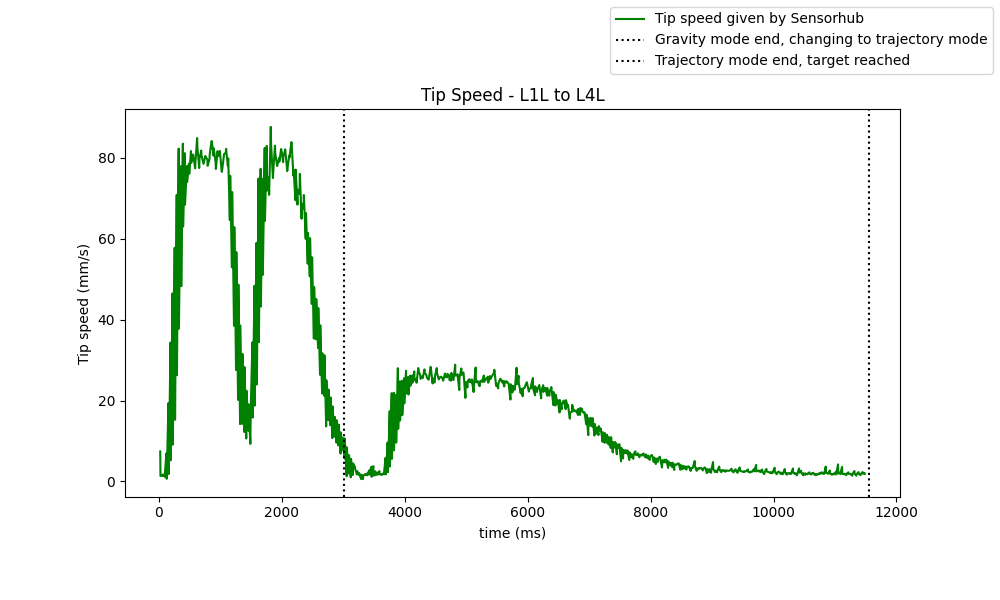 Tip speed given by Sensorhub
Gravity mode end, changing to trajectory mode
Trajectory mode end, target reached
Tip Speed - L1L to L4L
80
60
40
20
0
Tip speed (mm/s)
0 2000 4000 6000 8000 10000 12000
time (ms)